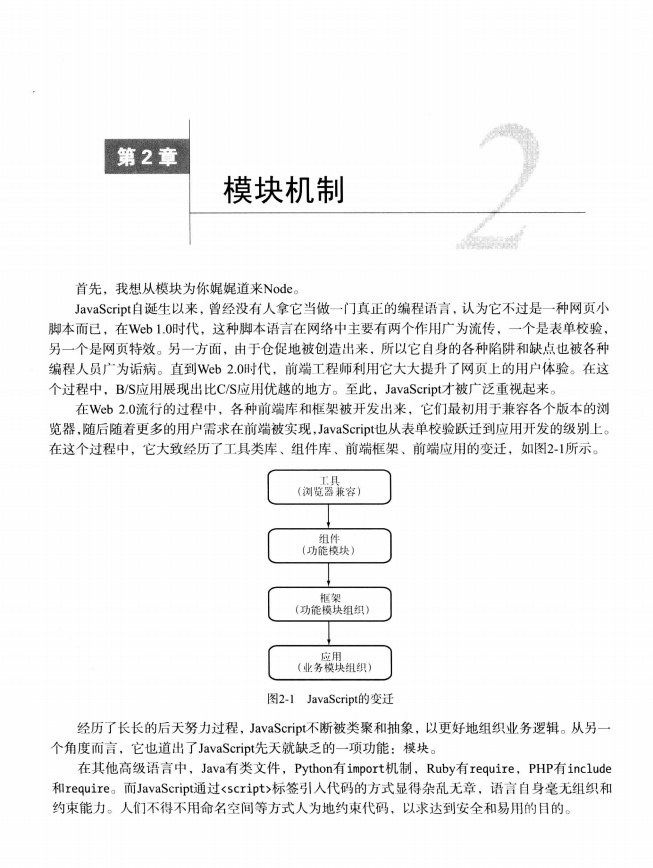 第2章
模块机制
2
首先，我想从模块为你娓娓道来Node。
JavaScript自诞生以来，曾经没有人拿它当做一门真正的编程语言，认为它不过是一种网页小
脚本而已，在Web 1.0时代，这种脚本语言在网络中主要有两个作用广为流传，一个是表单校验，
另一个是网页特效。另一方面，由于仓促地被创造出来，所以它自身的各种陷阱和缺点也被各种
编程人员广为诟病。直到Web 2.0时代，前端工程师利用它大大提升了网页上的用户体验。在这
个过程中，B/S应用展现出比C/S应用优越的地方。至此，JavaScript才被广泛重视起来。
在Web 2.0流行的过程中，各种前端库和框架被开发出来，它们最初用于兼容各个版本的浏
览器，随后随着更多的用户需求在前端被实现，JavaScript也从表单校验跃迁到应用开发的级别上。
在这个过程中，它大致经历了工具类库、组件库、前端框架、前端应用的变迁，如图2-1所示。
工具
（浏览器兼容）
组件
（功能模块）
框架
（功能模块组织）
应用
（业务模块组织）
图2-1 JavaScript的变迁
经历了长长的后天努力过程，JavaScript不断被类聚和抽象，以更好地组织业务逻辑。从另一
个角度而言，它也道出了JavaScript先天就缺乏的一项功能：模块。
在其他高级语言中，Java有类文件，Python有import机制，Ruby有require，PHP有include
和require。而JavaScript通过<script>标签引入代码的方式显得杂乱无章，语言自身毫无组织和
约束能力。人们不得不用命名空间等方式人为地约束代码，以求达到安全和易用的目的。